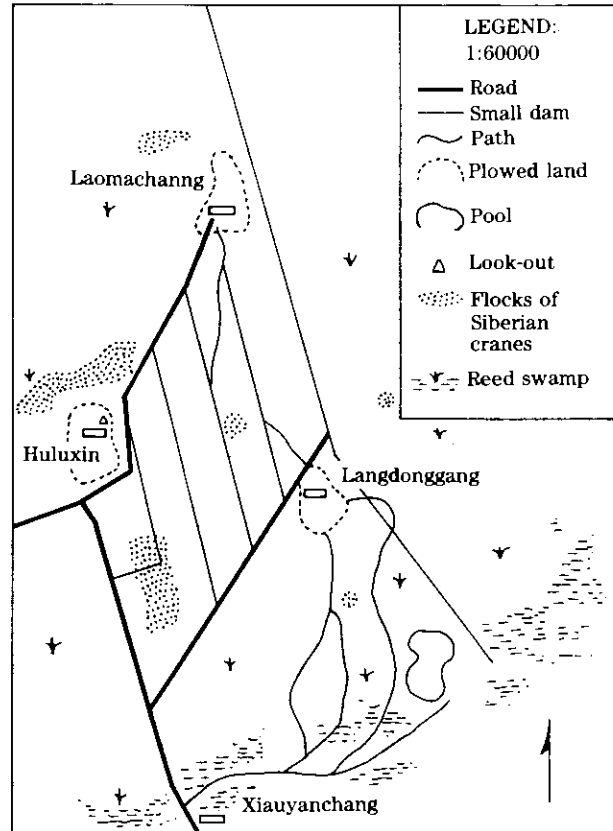 LEGEND:
1:60000
Road
Small dam
Path
Plowed land
Pool
Look-out
Flocks of
Siberian
cranes
Reed swamp
Laomachanng
Huluxin
Langdonggang
Xiauyanchang